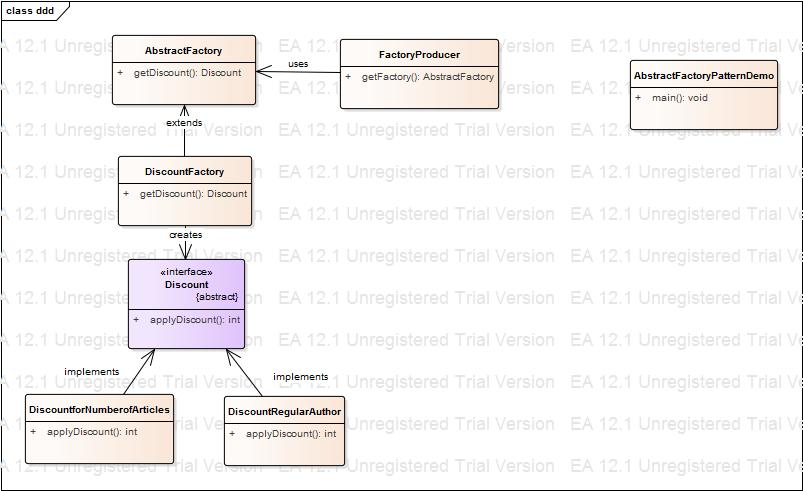 class ddd
AbstractFactory
+ getDiscount(): Discount
uses
FactoryProducer
+ getFactory(): AbstractFactory
AbstractFactoryPatternDemo
+ main(): void
extends
DiscountFactory
+ getDiscount(): Discount
creates
«interface»
Discount
{abstract}
+ applyDiscount(): int
implements
implements
DiscountforNumberofArticles
+ applyDiscount(): int
DiscountRegularAuthor
+ applyDiscount(): int
EA 12.1 Unregistered Trial Version